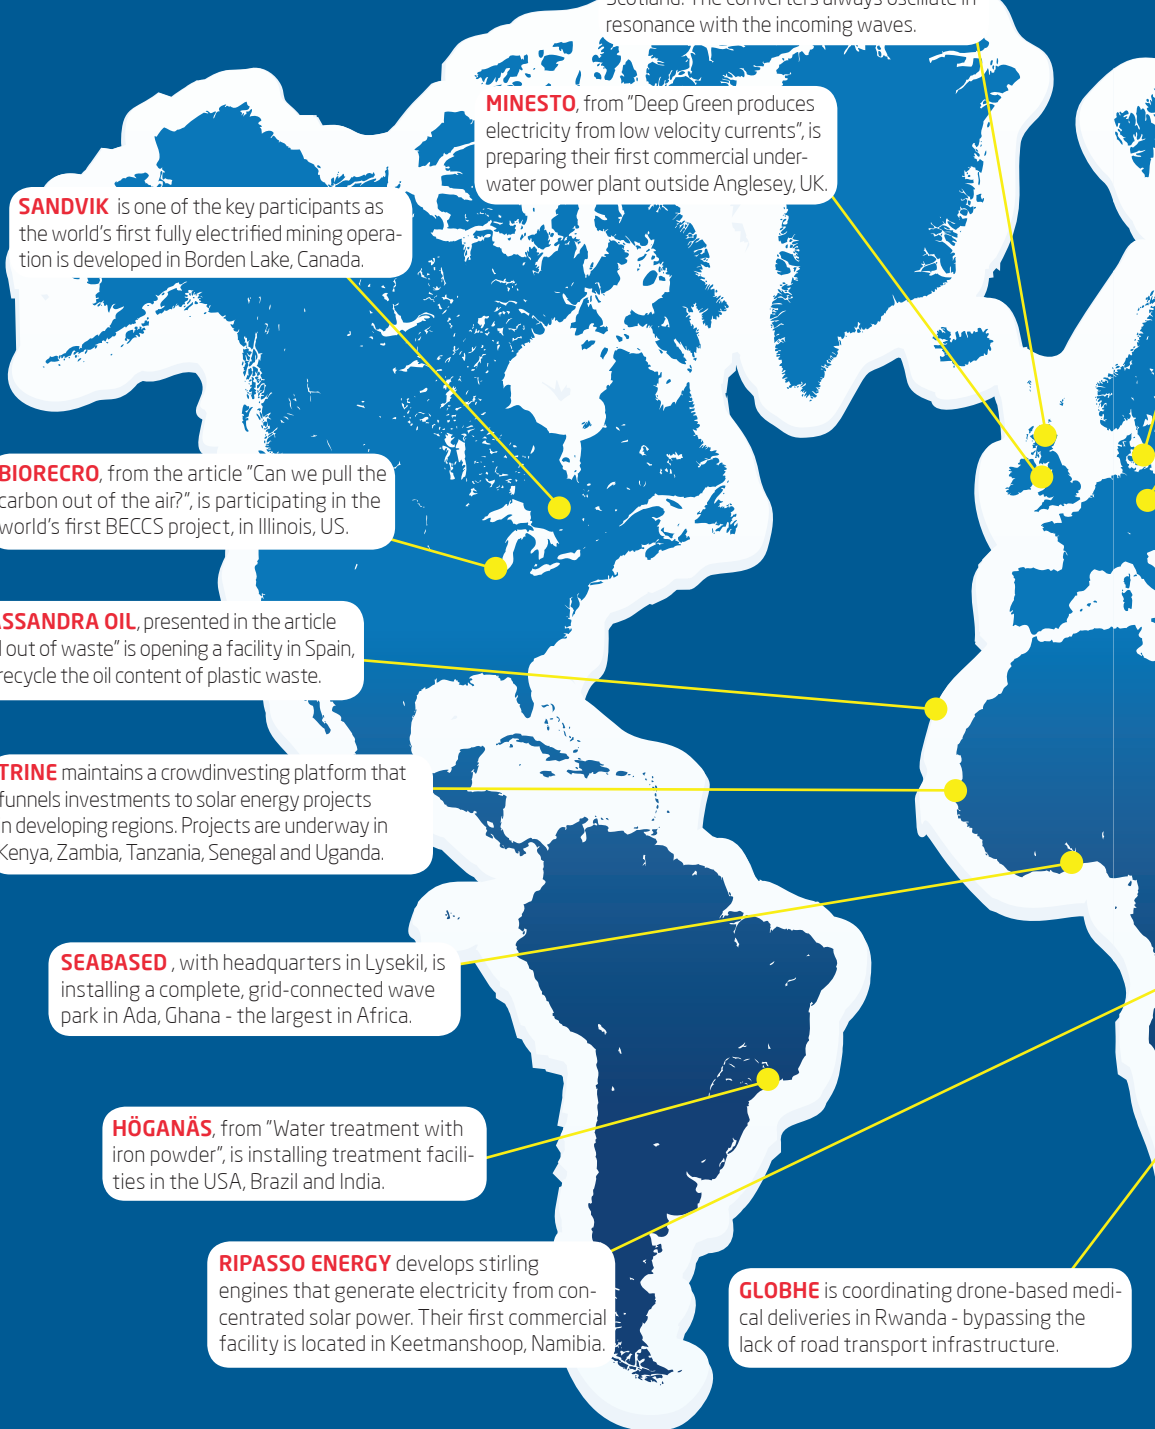 resonance with the incoming waves.
MINESTO, from "Deep Green produces
electricity from low velocity currents", is
preparing their first commercial under-
water power plant outside Anglesey, UK.
SANDVIK is one of the key participants as
the world's first fully electrified mining opera-
tion is developed in Borden Lake, Canada.
BIORECRO, from the article "Can we pull the
carbon out of the air?", is participating in the
world's first BECCS project, in Illinois, US.
SSANDRA OIL, presented in the article
out of waste" is opening a facility in Spain,
recycle the oil content of plastic waste.
TRINE maintains a crowdinvesting platform that
funnels investments to solar energy projects
n developing regions. Projects are underway in
Kenya, Zambia, Tanzania, Senegal and Uganda.
SEABASED , with headquarters in Lysekil, is
installing a complete, grid-connected wave
park in Ada, Ghana - the largest in Africa.
HÖGANÄS, from "Water treatment with
iron powder", is installing treatment facili-
ties in the USA, Brazil and India.
RIPASSO ENERGY develops stirling
engines that generate electricity from con-
centrated solar power. Their first commercial
facility is located in Keetmanshoop, Namibia.
GLOBHE is coordinating drone-based medi-
cal deliveries in Rwanda - bypassing the
lack of road transport infrastructure.